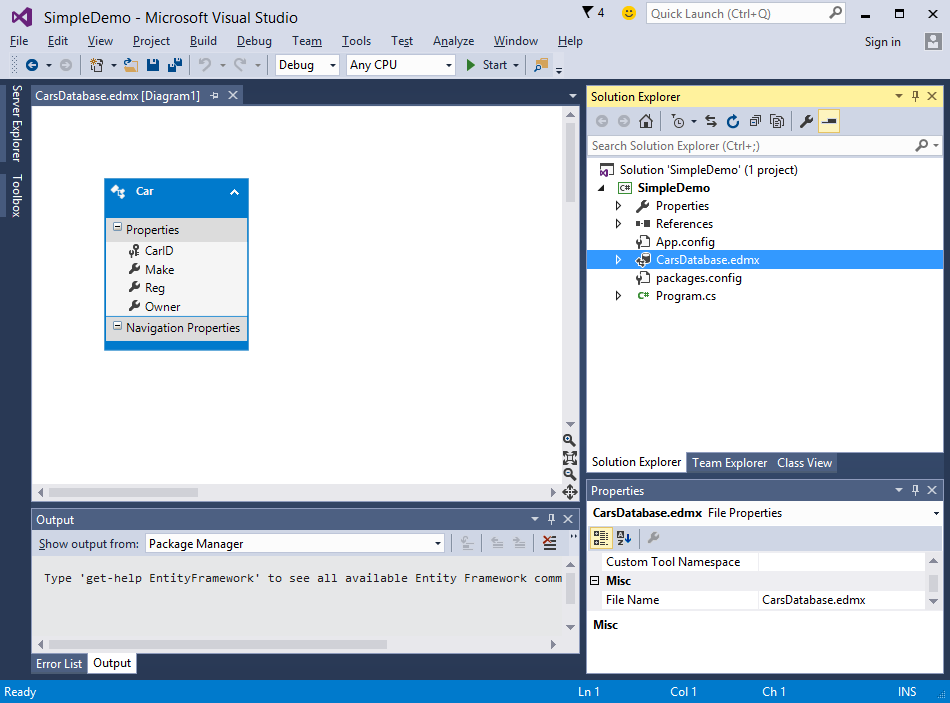 SimpleDemo - Microsoft Visual Studio
4
Quick Launch (Ctrl+Q)
File Edit View Project Build Debug Team Tools Test Analyze Window Help
Sign in
Debug Any CPU Start
Server Explorer
Toolbox
CarsDatabase.edmx [Diagram1]
Car
Properties
CarID
Make
Reg
Owner
Navigation Properties
Output
Show output from: Package Manager
Type 'get-help EntityFramework' to see all available Entity Framework comm
Error List Output
Solution Explorer
Search Solution Explorer (Ctrl+;)
Solution 'SimpleDemo' (1 project)
C# SimpleDemo
Properties
References
App.config
CarsDatabase.edmx
packages.config
C# Program.cs
Solution Explorer Team Explorer Class View
Properties
CarsDatabase.edmx File Properties
Custom Tool Namespace
Misc
File Name CarsDatabase.edmx
Misc
Ready Ln 1 Col 1 Ch 1 INS